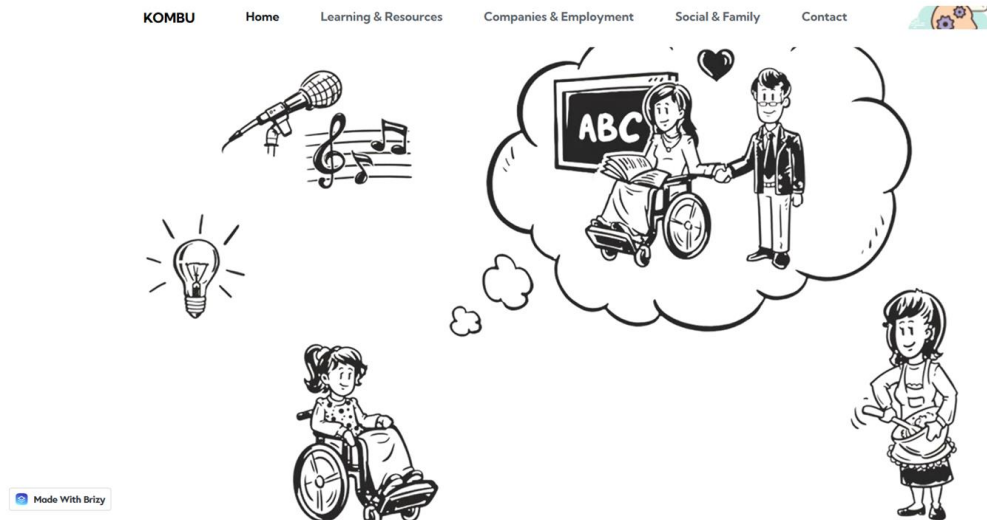 KOMBU
Home Learning & Resources Companies & Employment Social & Family Contact
ABC
Made With Brizy